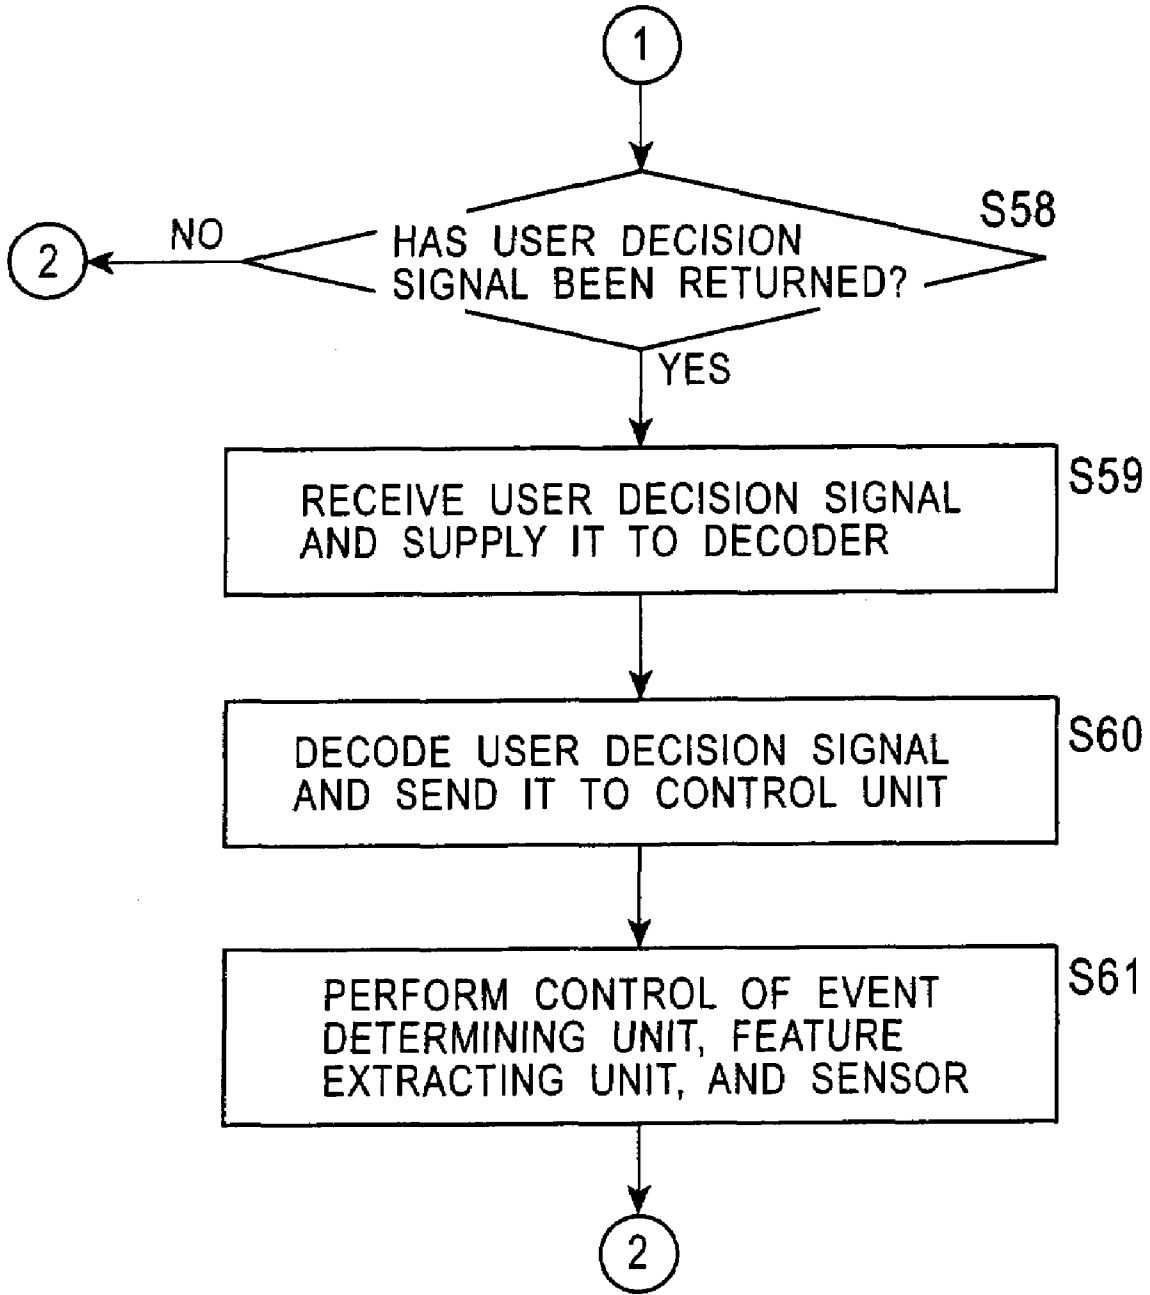 1
S58
NO
2
HAS USER DECISION
SIGNAL BEEN RETURNED?
YES
S59
RECEIVE USER DECISION SIGNAL
AND SUPPLY IT TO DECODER
S60
DECODE USER DECISION SIGNAL
AND SEND IT TO CONTROL UNIT
S61
PERFORM CONTROL OF EVENT
DETERMINING UNIT, FEATURE
EXTRACTING UNIT, AND SENSOR
2